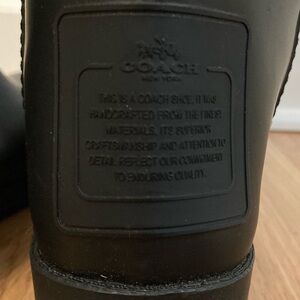 COACH
NEW YORK
THIS IS A COACH SHOE. IT WAS
HANDCRAFTED FROM THE FINEST
MATERIALS. ITS SUPERIOR
CRAFTSMANSHIP AND ATTENTION TO
DETAIL REFLECT OUR COMMITMENT
TO ENDURING QUALITY.